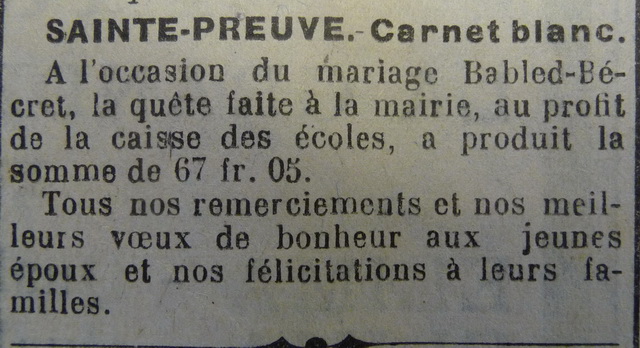 SAINTE-PREUVE.- Carnet blanc.
A l'occasion du mariage Babled-Bé-
cret, la quête faite à la mairie, au profit
de la caisse des écoles, a produit la
somme de 67 fr. 05.
Tous nos remerciements et nos meil-
leurs vœux de bonheur aux jeunes
époux et nos félicitations à leurs fa-
milles.